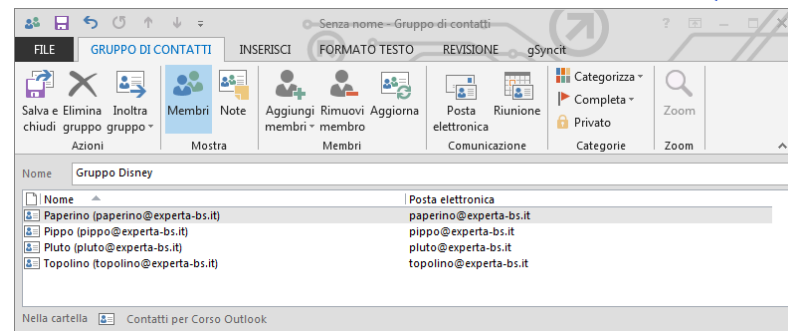 Senza nome - Gruppo di contatti
FILE GRUPPO DI CONTATTI INSERISCI FORMATO TESTO REVISIONE gSyncit
Salva e chiudi Elimina gruppo Inoltra gruppo Membri Note Aggiungi membri Rimuovi membro Aggiorna Posta elettronica Riunione Categorizza Completa Privato Zoom
Azioni Mostra Membri Comunicazione Categorie Zoom
Nome Gruppo Disney
Nome Posta elettronica
Paperino (paperino@experta-bs.it) paperino@experta-bs.it
Pippo (pippo@experta-bs.it) pippo@experta-bs.it
Pluto (pluto@experta-bs.it) pluto@experta-bs.it
Topolino (topolino@experta-bs.it) topolino@experta-bs.it
Nella cartella Contatti per Corso Outlook